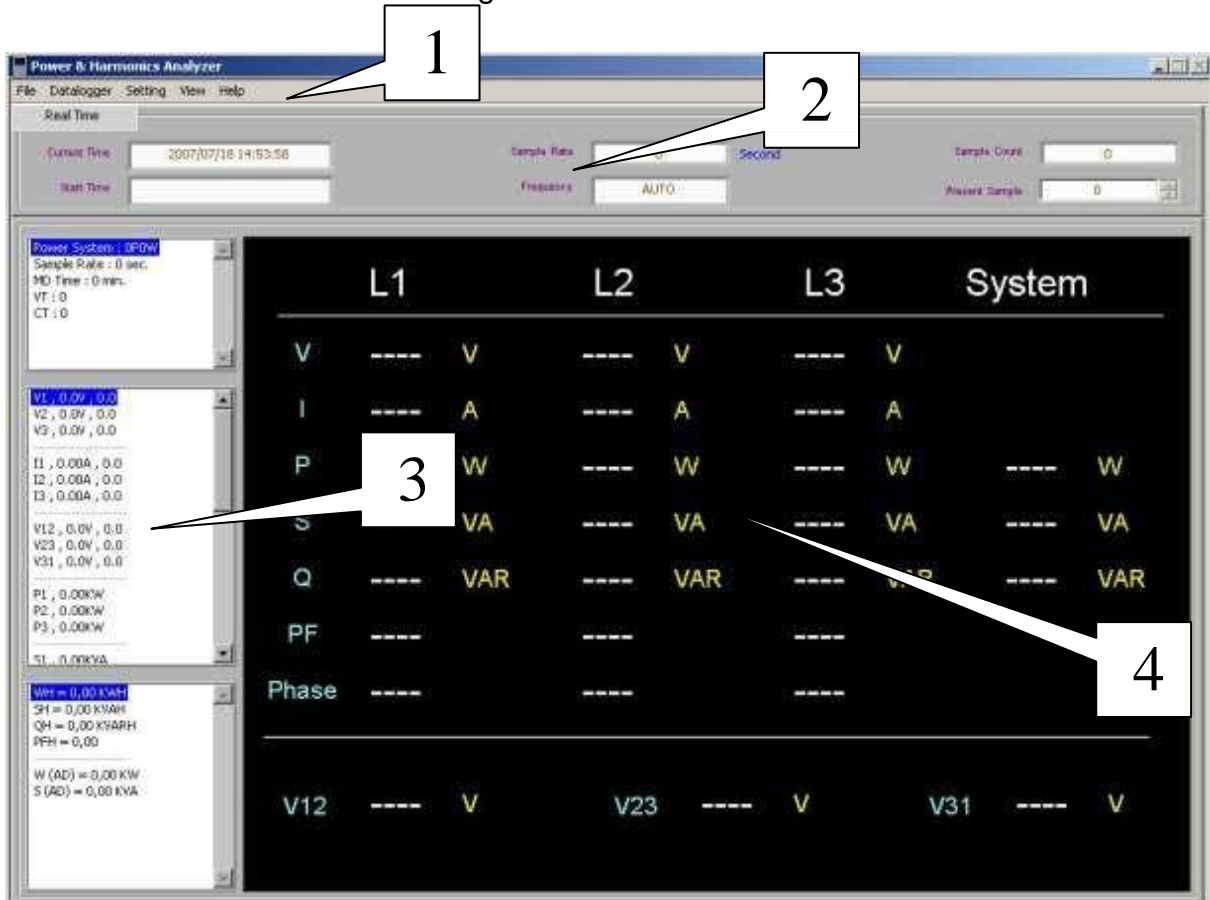 1
2
Power & Harmonics Analyzer
File Datalogger Setting View Help
Real Time
Current Time 2007/07/18 14:53:58 Sample Rate 0 Second Sample Count 0
Start Time Frequency AUTO Present Sample 0
Power System : 0P0W
Sample Rate : 0 sec.
MD Time : 0 min.
VT : 0
CT : 0
L1 L2 L3 System
V ---- V ---- V ---- V
V1 , 0.0V , 0.0
V2 , 0.0V , 0.0
V3 , 0.0V , 0.0
I1 , 0.00A , 0.0
I2 , 0.00A , 0.0
I3 , 0.00A , 0.0
V12 , 0.0V , 0.0
V23 , 0.0V , 0.0
V31 , 0.0V , 0.0
P1 , 0.00KW
P2 , 0.00KW
P3 , 0.00KW
S1 , 0.00KVA
3
I ---- A ---- A ---- A
P W ---- W ---- W ---- W
S VA ---- VA ---- VA ---- VA
Q ---- VAR ---- VAR ---- VAR ---- VAR
PF ---- ---- ----
4
Phase ---- ---- ----
WH = 0,00 KWH
SH = 0,00 KVAH
QH = 0,00 KVARH
PFH = 0,00
W (AD) = 0,00 KW
S (AD) = 0,00 KVA
V12 ---- V V23 ---- V V31 ---- V